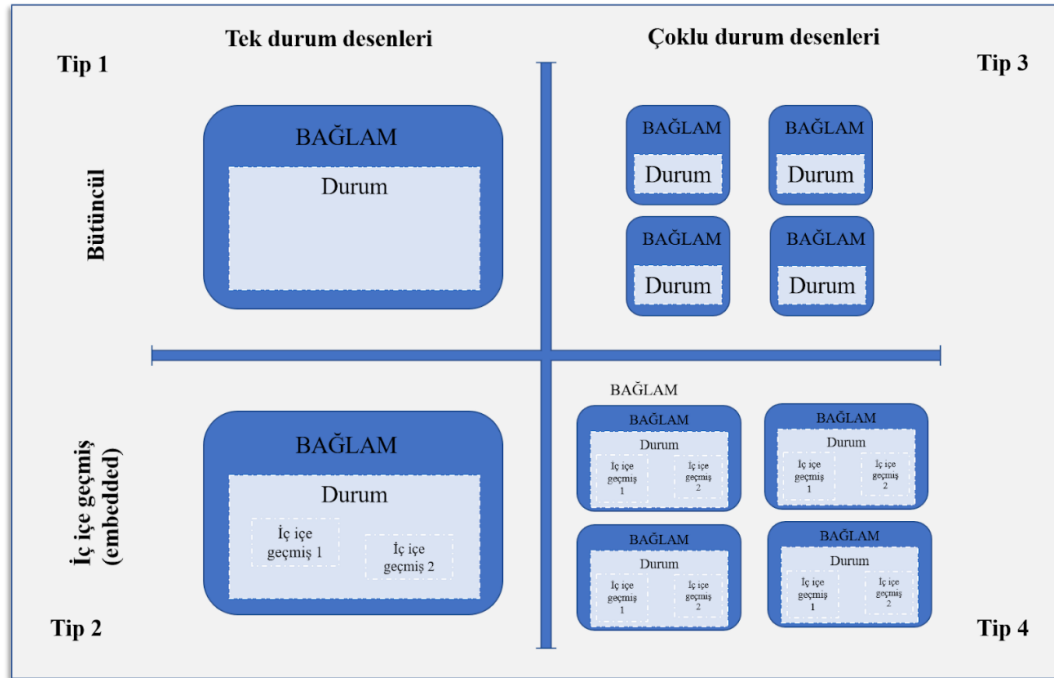 Tek durum desenleri
Çoklu durum desenleri
Tip 1
Tip 3
Bütüncül
BAĞLAM
Durum
BAĞLAM
Durum
BAĞLAM
Durum
BAĞLAM
Durum
BAĞLAM
Durum
İç içe geçmiş
(embedded)
BAĞLAM
Durum
İç içe
geçmiş 1
İç içe
geçmiş 2
BAĞLAM
BAĞLAM
Durum
İç içe
geçmiş
1
İç içe
geçmiş
2
BAĞLAM
Durum
İç içe
geçmiş
1
İç içe
geçmiş
2
BAĞLAM
Durum
İç içe
geçmiş
1
İç içe
geçmiş
2
BAĞLAM
Durum
İç içe
geçmiş
1
İç içe
geçmiş
2
Tip 2
Tip 4